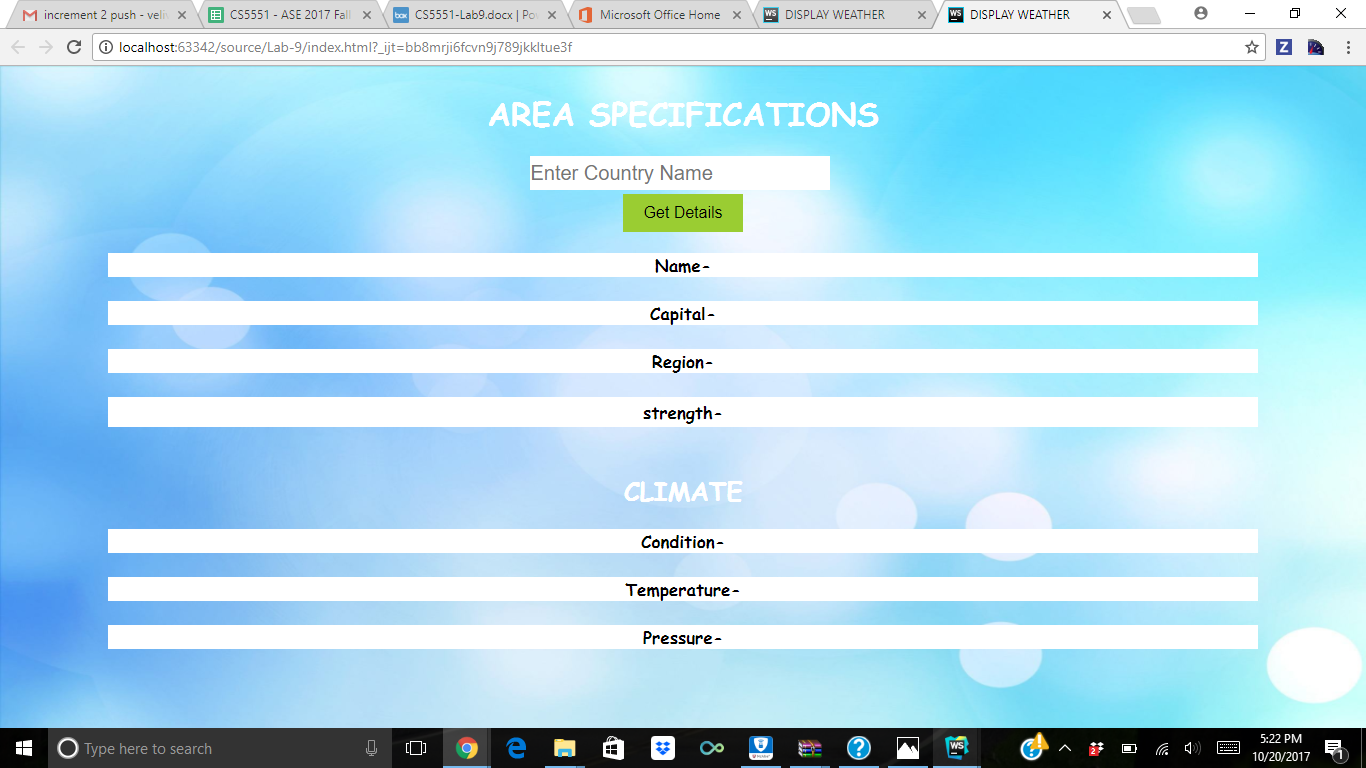 increment 2 push - veliv
CS5551 - ASE 2017 Fall
CS5551-Lab9.docx | Po
Microsoft Office Home
DISPLAY WEATHER
DISPLAY WEATHER
localhost:63342/source/Lab-9/index.html?_ijt=bb8mrji6fcvn9j789jkkltue3f
AREA SPECIFICATIONS
Enter Country Name
Get Details
Name-
Capital-
Region-
strength-
CLIMATE
Condition-
Temperature-
Pressure-
Type here to search
5:22 PM
10/20/2017